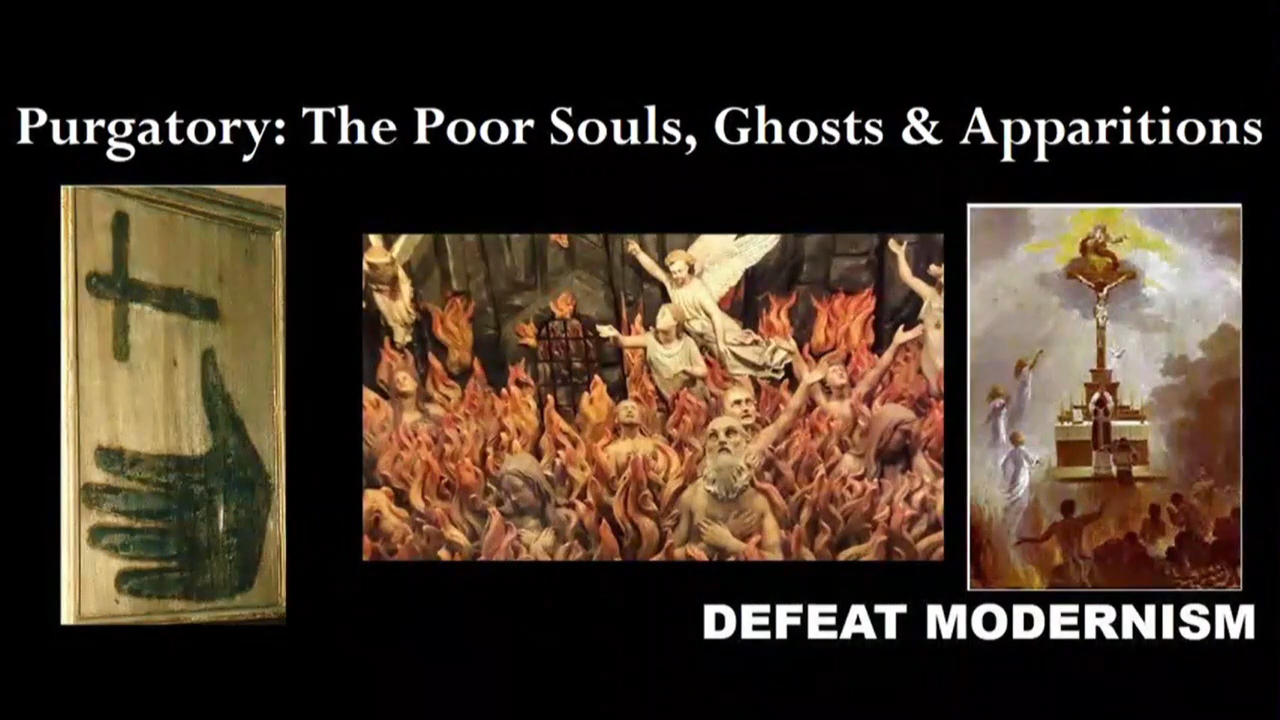 Purgatory: The Poor Souls, Ghosts & Apparitions
DEFEAT MODERNISM